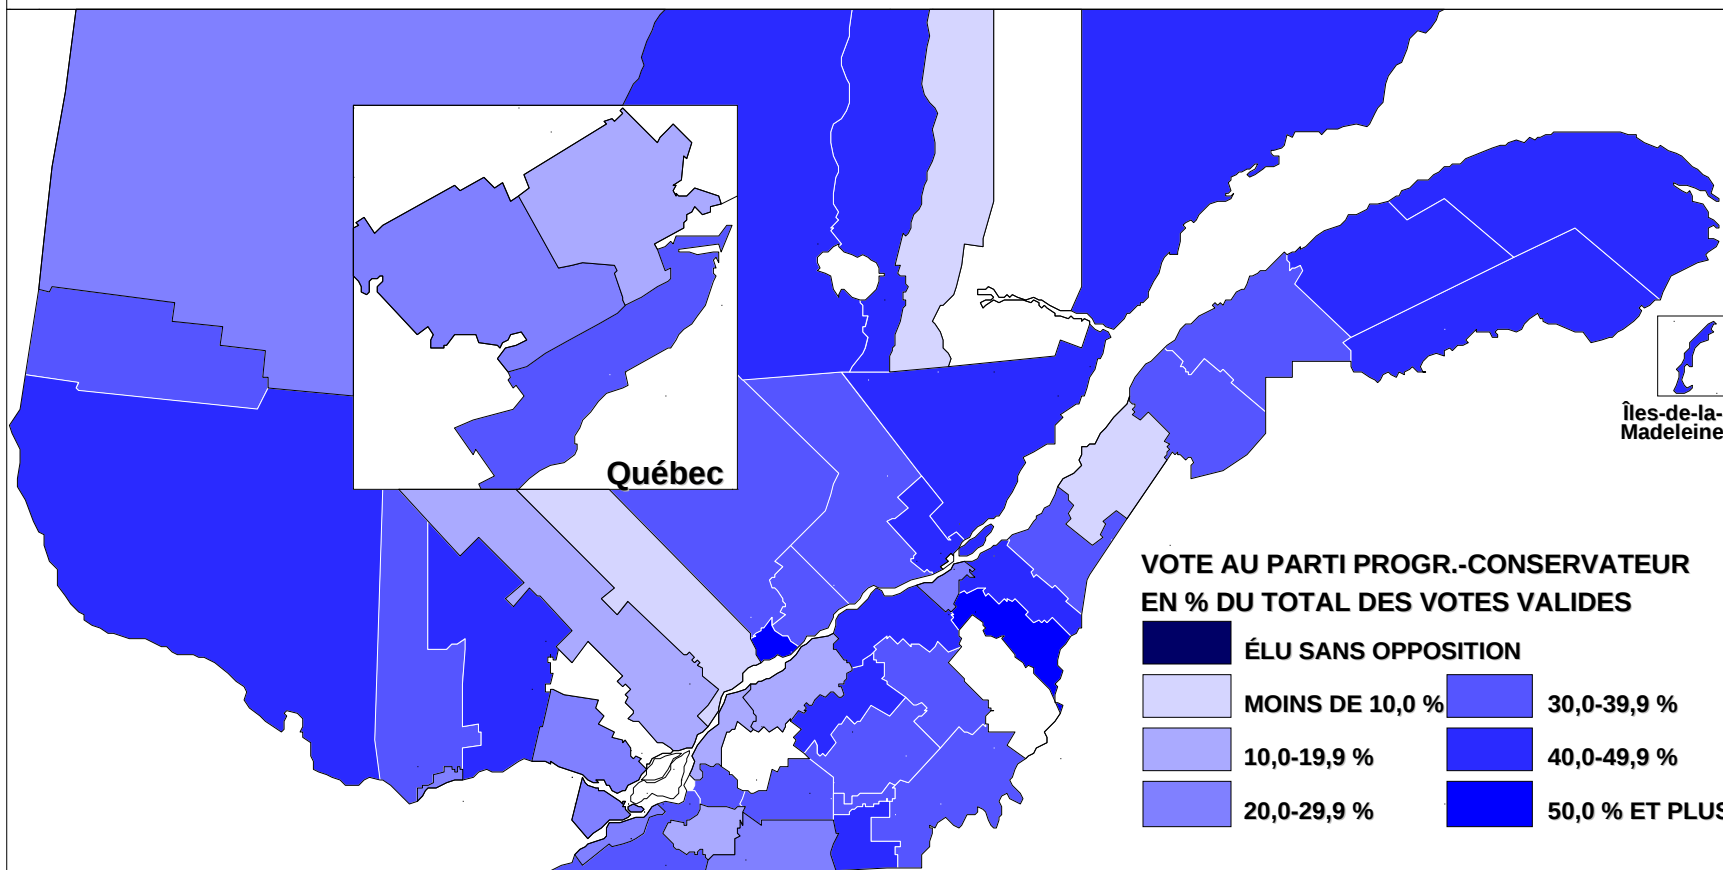 Québec
Îles-de-la-
Madeleine
VOTE AU PARTI PROGR.-CONSERVATEUR
EN % DU TOTAL DES VOTES VALIDES
ÉLU SANS OPPOSITION
MOINS DE 10,0 %
30,0-39,9 %
10,0-19,9 %
40,0-49,9 %
20,0-29,9 %
50,0 % ET PLUS